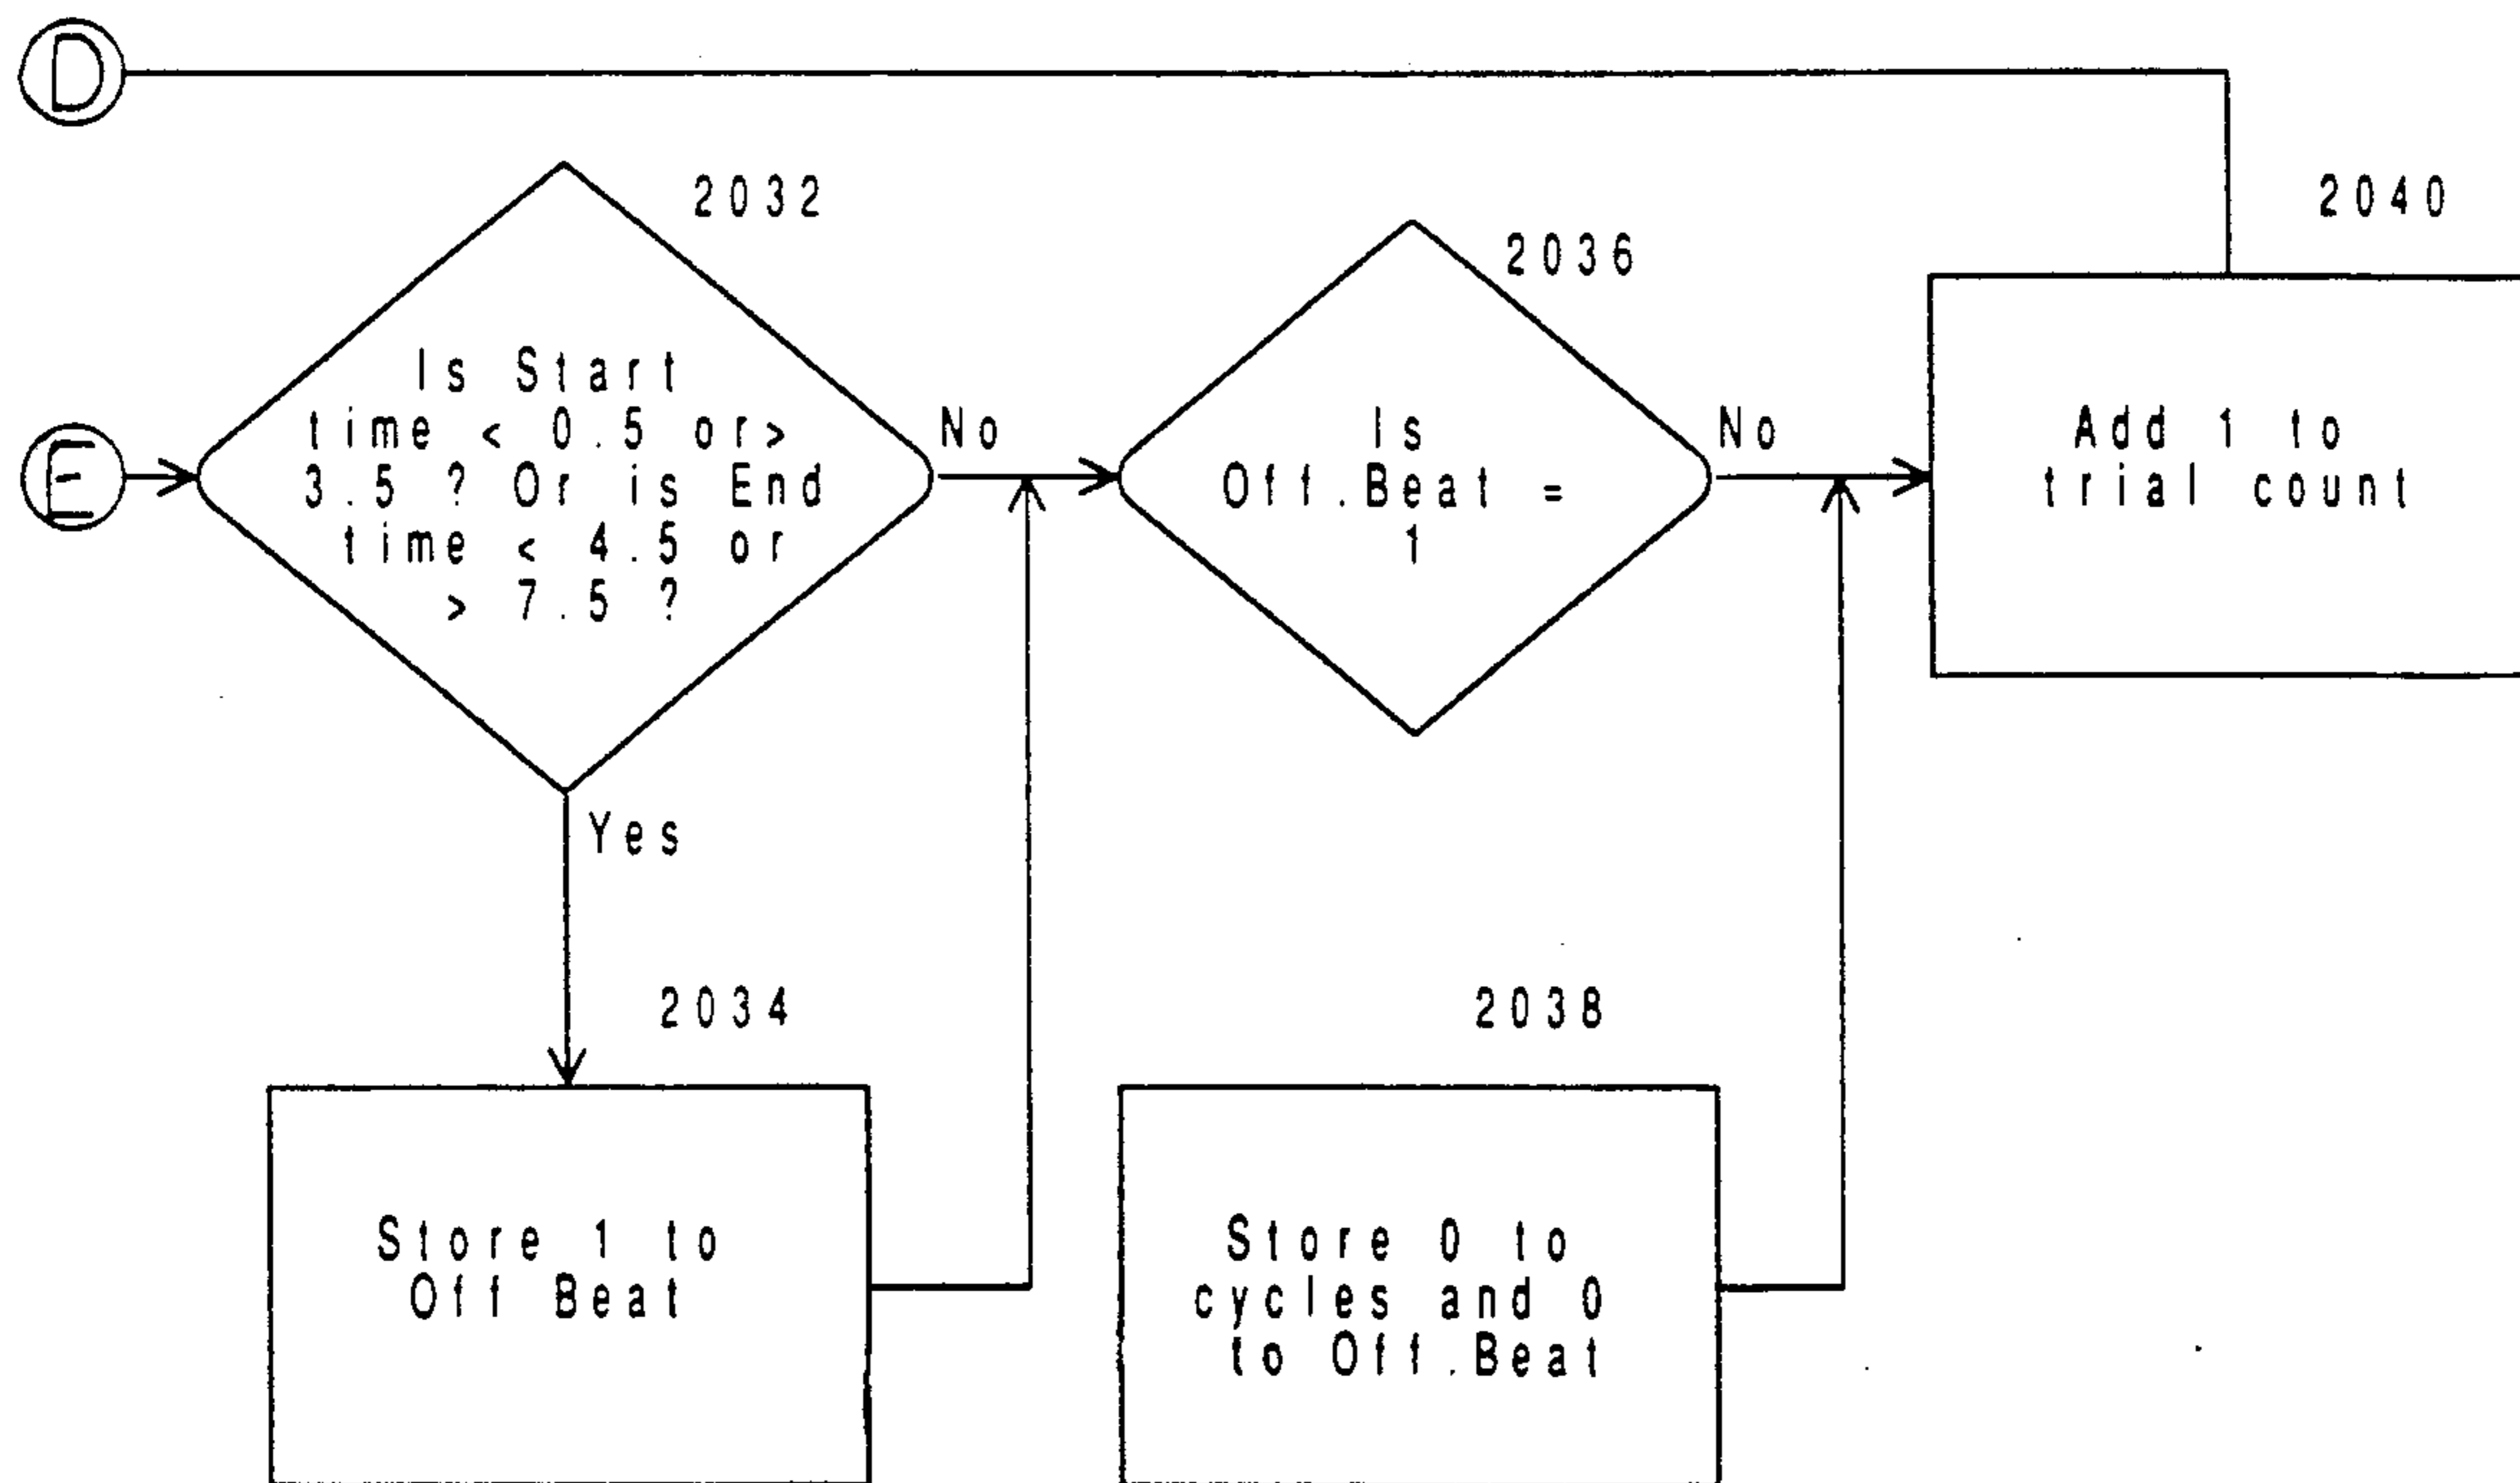 D
2032
2036
2040
Is Start
time < 0.5 or>
3.5 ? Or is End
time < 4.5 or
> 7.5 ?
E
No
Is
Off.Beat =
1
No
Add 1 to
trial count
Yes
2034
2038
Store 1 to
Off Beat
Store 0 to
cycles and 0
to Off.Beat